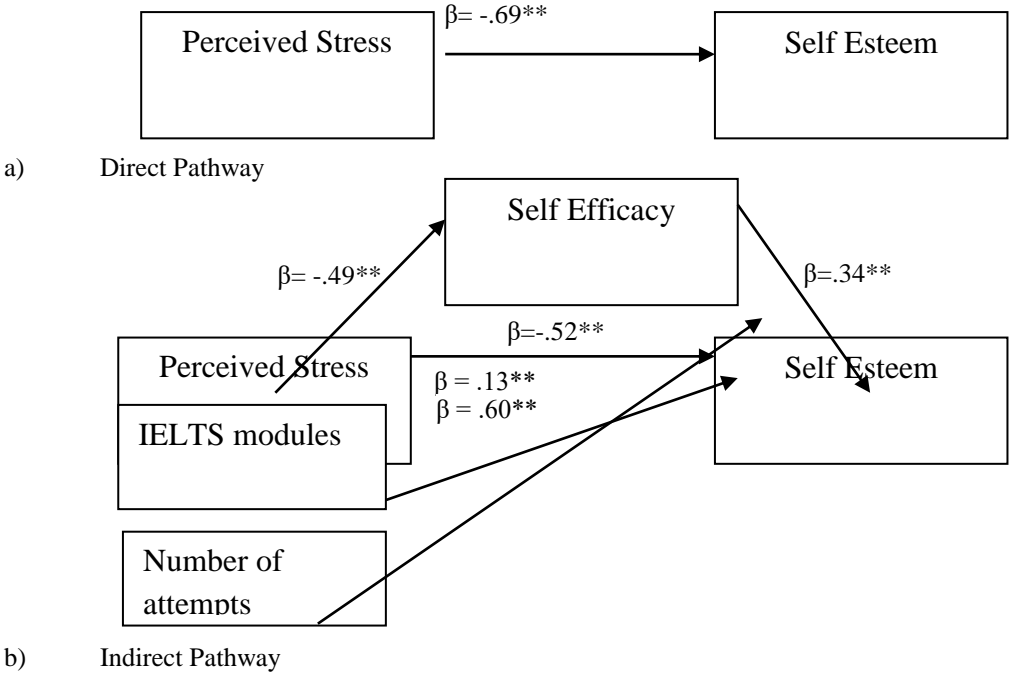 β= -.69**
Perceived Stress
Self Esteem
a) Direct Pathway
Self Efficacy
β= -.49**
β=.34**
β=-.52**
Perceived Stress
Self Esteem
β = .13**
β = .60**
IELTS modules
Number of
attempts
b) Indirect Pathway